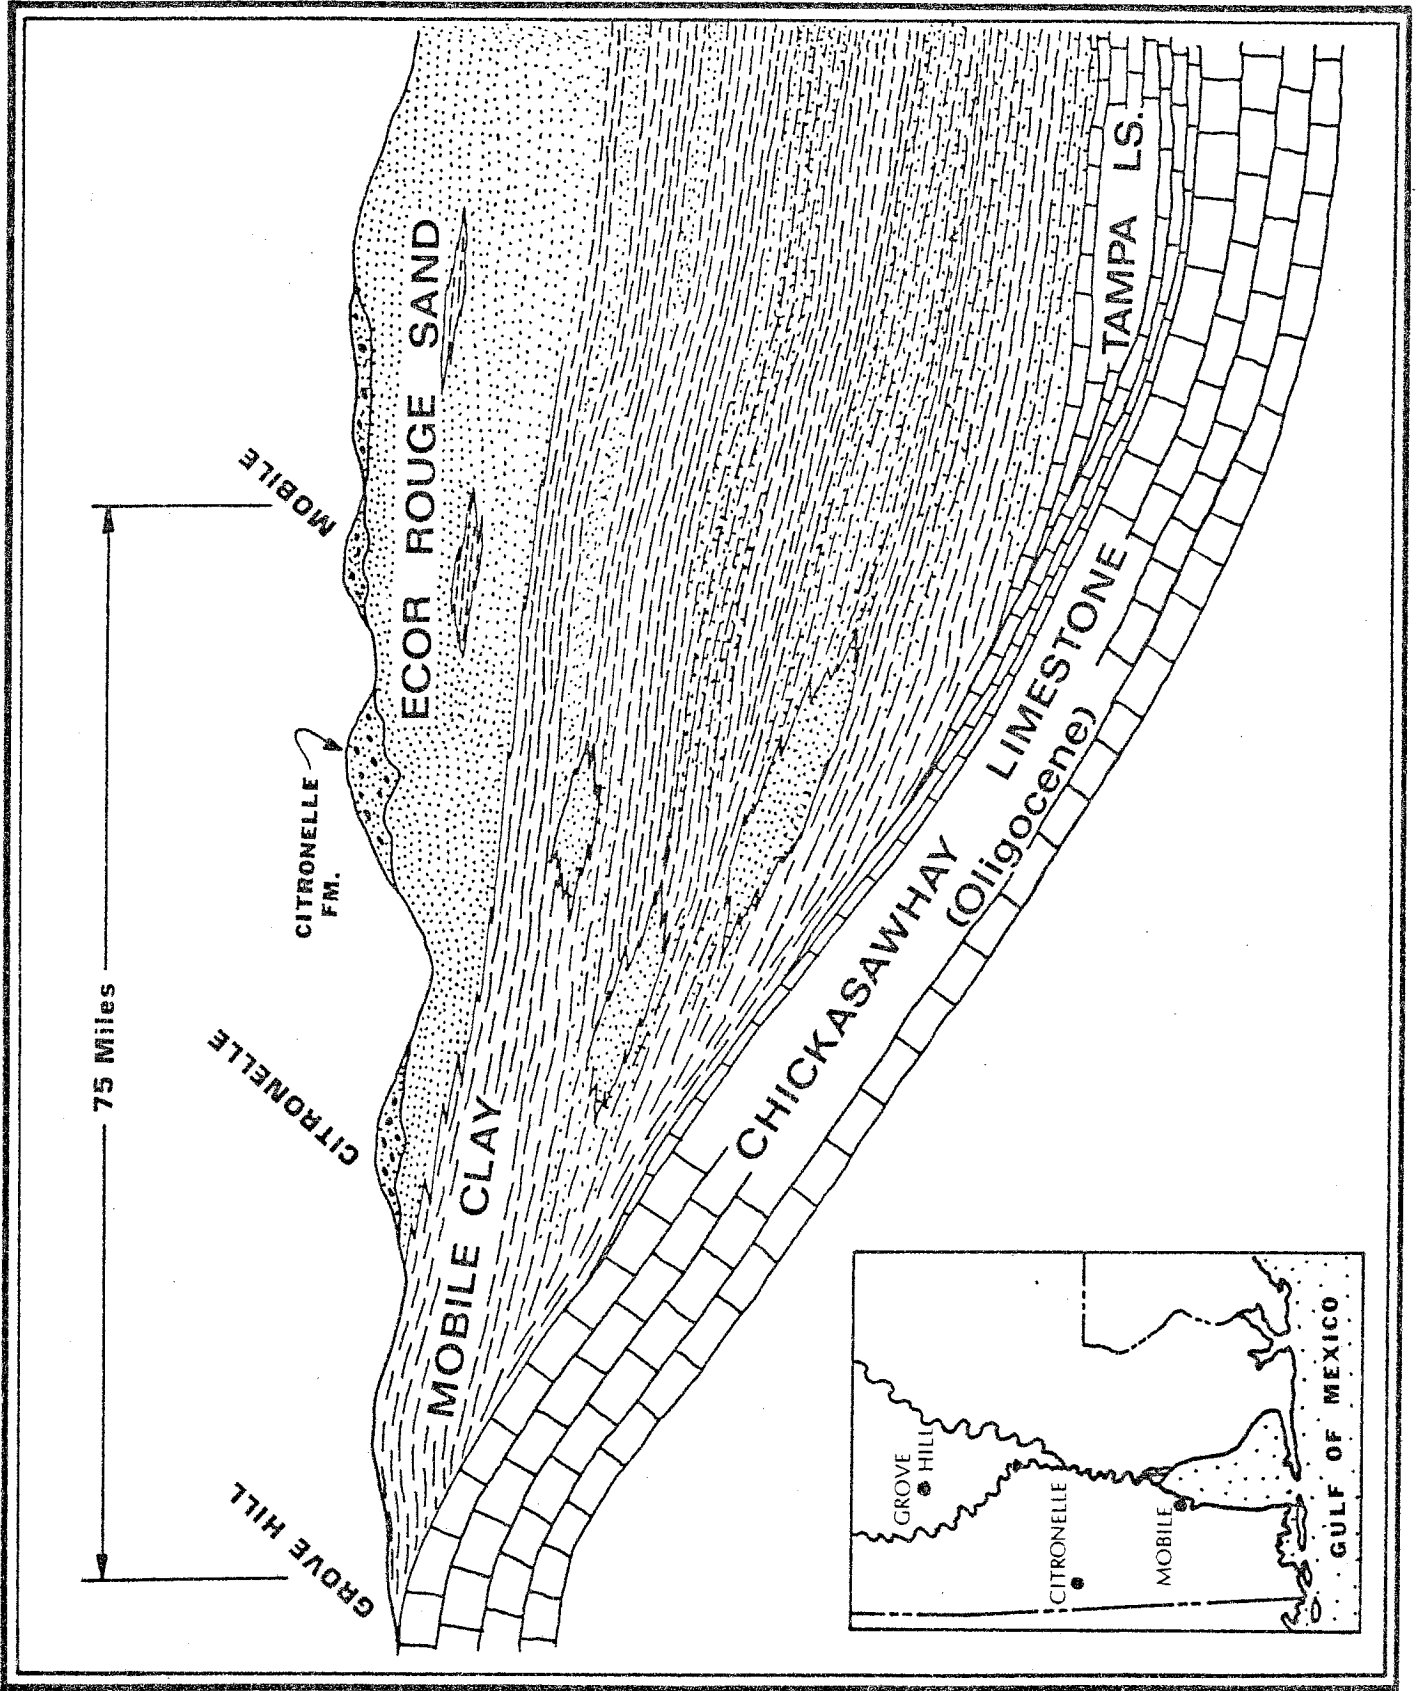 75 Miles
GROVE HILL
CITRONELLE
CITRONELLE
FM.
MOBILE
ECOR ROUGE SAND
MOBILE CLAY
CHICKASAWHAY LIMESTONE
(Oligocene)
TAMPA LS.
GROVE
HILL
CITRONELLE
MOBILE
GULF OF MEXICO